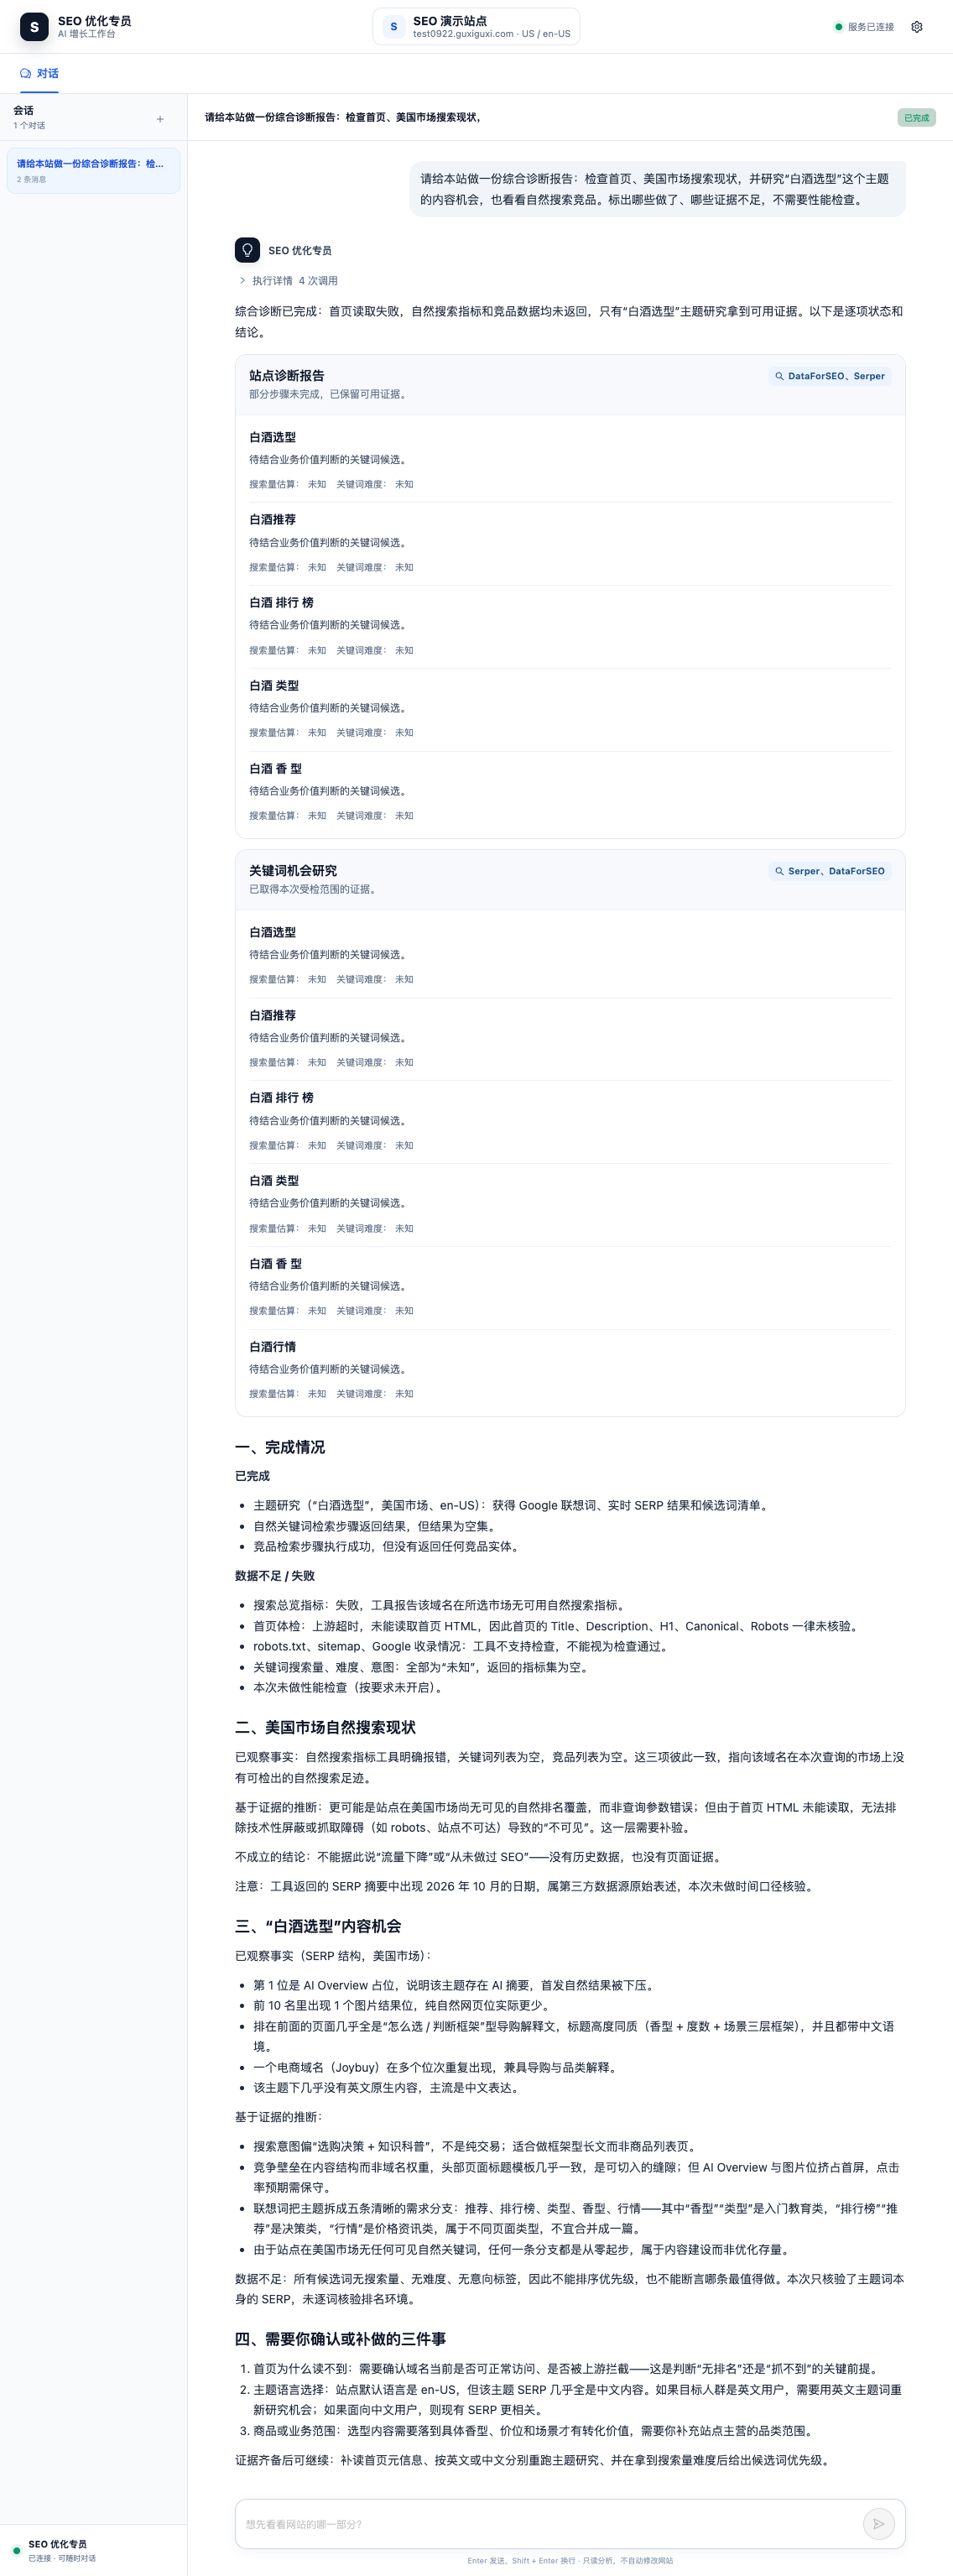 S
SEO 优化专员
AI 增长工作台
S
SEO 演示站点
test0922.guxiguxi.com · US / en-US
服务已连接
对话
会话
1 个对话
请给本站做一份综合诊断报告：检...
2 条消息
请给本站做一份综合诊断报告：检查首页、美国市场搜索现状，
已完成
请给本站做一份综合诊断报告：检查首页、美国市场搜索现状，并研究“白酒选型”这个主题
的内容机会，也看看自然搜索竞品。标出哪些做了、哪些证据不足，不需要性能检查。
SEO 优化专员
执行详情 4 次调用
综合诊断已完成：首页读取失败，自然搜索指标和竞品数据均未返回，只有“白酒选型”主题研究拿到可用证据。以下是逐项状态和
结论。
站点诊断报告
部分步骤未完成，已保留可用证据。
DataForSEO、Serper
白酒选型
待结合业务价值判断的关键词候选。
搜索量估算： 未知 关键词难度： 未知
白酒推荐
待结合业务价值判断的关键词候选。
搜索量估算： 未知 关键词难度： 未知
白酒 排行 榜
待结合业务价值判断的关键词候选。
搜索量估算： 未知 关键词难度： 未知
白酒 类型
待结合业务价值判断的关键词候选。
搜索量估算： 未知 关键词难度： 未知
白酒 香 型
待结合业务价值判断的关键词候选。
搜索量估算： 未知 关键词难度： 未知
关键词机会研究
已取得本次受检范围的证据。
Serper、DataForSEO
白酒选型
待结合业务价值判断的关键词候选。
搜索量估算： 未知 关键词难度： 未知
白酒推荐
待结合业务价值判断的关键词候选。
搜索量估算： 未知 关键词难度： 未知
白酒 排行 榜
待结合业务价值判断的关键词候选。
搜索量估算： 未知 关键词难度： 未知
白酒 类型
待结合业务价值判断的关键词候选。
搜索量估算： 未知 关键词难度： 未知
白酒 香 型
待结合业务价值判断的关键词候选。
搜索量估算： 未知 关键词难度： 未知
白酒行情
待结合业务价值判断的关键词候选。
搜索量估算： 未知 关键词难度： 未知
一、完成情况
已完成
• 主题研究（“白酒选型”，美国市场、en-US）：获得 Google 联想词、实时 SERP 结果和候选词清单。
• 自然关键词检索步骤返回结果，但结果为空集。
• 竞品检索步骤执行成功，但没有返回任何竞品实体。
数据不足 / 失败
• 搜索总览指标：失败，工具报告该域名在所选市场无可用自然搜索指标。
• 首页体检：上游超时，未能读取首页 HTML，因此首页的 Title、Description、H1、Canonical、Robots 一律未核验。
• robots.txt、sitemap、Google 收录情况：工具不支持检查，不能视为检查通过。
• 关键词搜索量、难度、意图：全部为“未知”，返回的指标集为空。
• 本次未做性能检查（按要求未开启）。
二、美国市场自然搜索现状
已观察事实：自然搜索指标工具明确报错，关键词列表为空，竞品列表为空。这三项彼此一致，指向该域名在本次查询的市场上没
有可检出的自然搜索足迹。
基于证据的推断：更可能是站点在美国市场尚无可见的自然排名覆盖，而非查询参数错误；但由于首页 HTML 未能读取，无法排
除技术性屏蔽或抓取障碍（如 robots、站点不可达）导致的“不可见”。这一层需要补验。
不成立的结论：不能据此说“流量下降”或“从未做过 SEO”——没有历史数据，也没有页面证据。
注意：工具返回的 SERP 摘要中出现 2026 年 10 月的日期，属第三方数据源原始表述，本次未做时间口径核验。
三、“白酒选型”内容机会
已观察事实（SERP 结构，美国市场）：
• 第 1 位是 AI Overview 占位，说明该主题存在 AI 摘要，首发自然结果被下压。
• 前 10 名里出现 1 个图片结果位，纯自然网页位实际更少。
• 排在前面的页面几乎全是“怎么选 / 判断框架”型导购解释文，标题高度同质（香型 + 度数 + 场景三层框架），并且都带中文语
境。
• 一个电商域名（Joybuy）在多个位次重复出现，兼具导购与品类解释。
• 该主题下几乎没有英文原生内容，主流是中文表达。
基于证据的推断：
• 搜索意图偏“选购决策 + 知识科普”，不是纯交易；适合做框架型长文而非商品列表页。
• 竞争壁垒在内容结构而非域名权重，头部页面标题模板几乎一致，是可切入的缝隙；但 AI Overview 与图片位挤占首屏，点击
率预期需保守。
• 联想词把主题拆成五条清晰的需求分支：推荐、排行榜、类型、香型、行情——其中“香型”“类型”是入门教育类，“排行榜”“推
荐”是决策类，“行情”是价格资讯类，属于不同页面类型，不宜合并成一篇。
• 由于站点在美国市场无任何可见自然关键词，任何一条分支都是从零起步，属于内容建设而非优化存量。
数据不足：所有候选词无搜索量、无难度、无意向标签，因此不能排序优先级，也不能断言哪条最值得做。本次只核验了主题词本
身的 SERP，未逐词核验排名环境。
四、需要你确认或补做的三件事
1. 首页为什么读不到：需要确认域名当前是否可正常访问、是否被上游拦截——这是判断“无排名”还是“抓不到”的关键前提。
2. 主题语言选择：站点默认语言是 en-US，但该主题 SERP 几乎全是中文内容。如果目标人群是英文用户，需要用英文主题词重
新研究机会；如果面向中文用户，则现有 SERP 更相关。
3. 商品或业务范围：选型内容需要落到具体香型、价位和场景才有转化价值，需要你补充站点主营的品类范围。
证据齐备后可继续：补读首页元信息、按英文或中文分别重跑主题研究、并在拿到搜索量难度后给出候选词优先级。
想先看看网站的哪一部分？
Enter 发送，Shift + Enter 换行 · 只读分析，不自动修改网站
SEO 优化专员
已连接 · 可随时对话